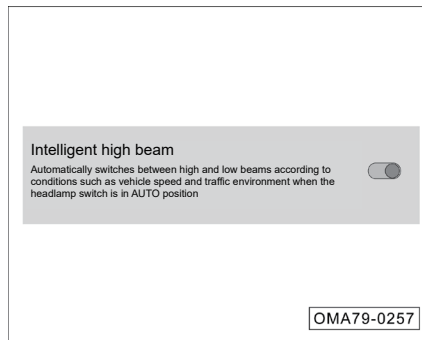 Intelligent high beam
Automatically switches between high and low beams according to
conditions such as vehicle speed and traffic environment when the
headlamp switch is in AUTO position
OMA79-0257